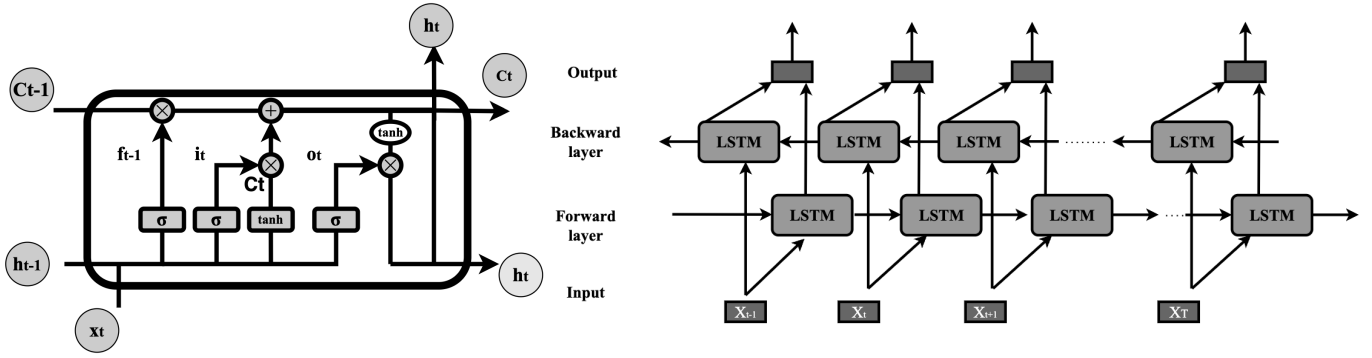 ht
Ct-1
Ct
×
+
tanh
ft-1
it
ot
×
×
Ct
σ
σ
tanh
σ
ht-1
ht
xt
Output
Backward
layer
Forward
layer
Input
LSTM
LSTM
LSTM
........
LSTM
LSTM
LSTM
LSTM
.....
LSTM
Xt-1
Xt
Xt+1
XT